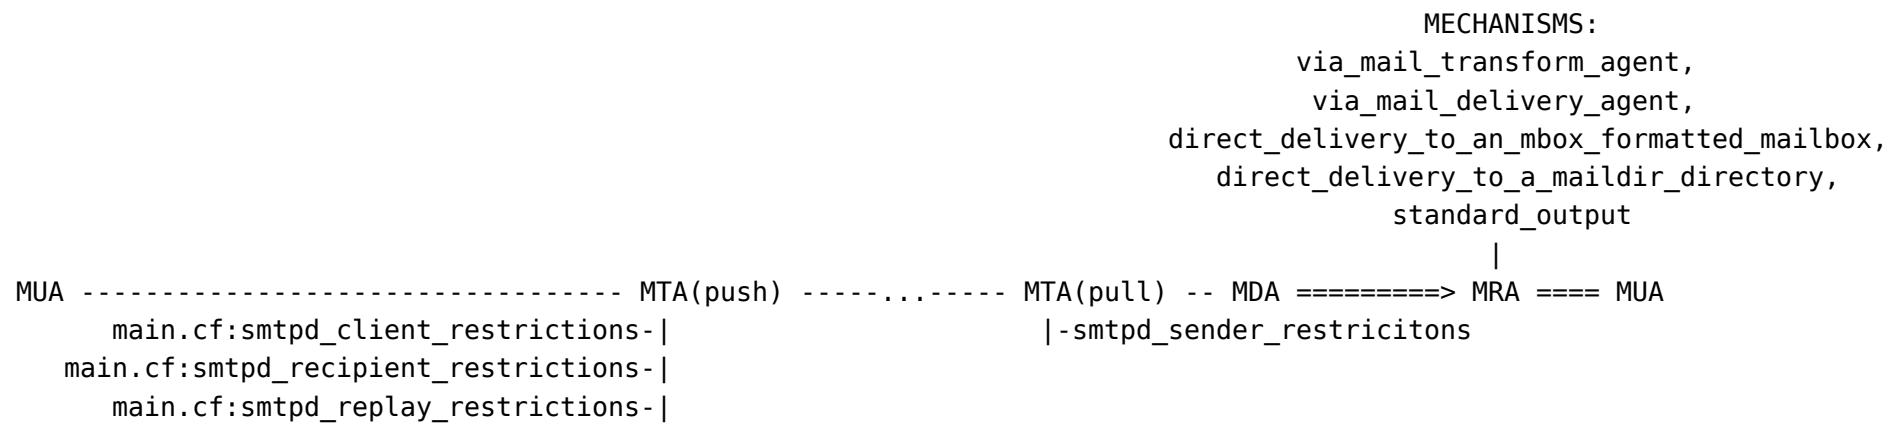 MECHANISMS:
via_mail_transform_agent,
via_mail_delivery_agent,
direct_delivery_to_an_mbox_formatted_mailbox,
direct_delivery_to_a_maildir_directory,
standard_output
|
MUA ---------------------------------- MTA(push) -----...----- MTA(pull) -- MDA =========> MRA ==== MUA
main.cf:smtpd_client_restrictions-| |-smtpd_sender_restricitons
main.cf:smtpd_recipient_restrictions-|
main.cf:smtpd_replay_restrictions-|